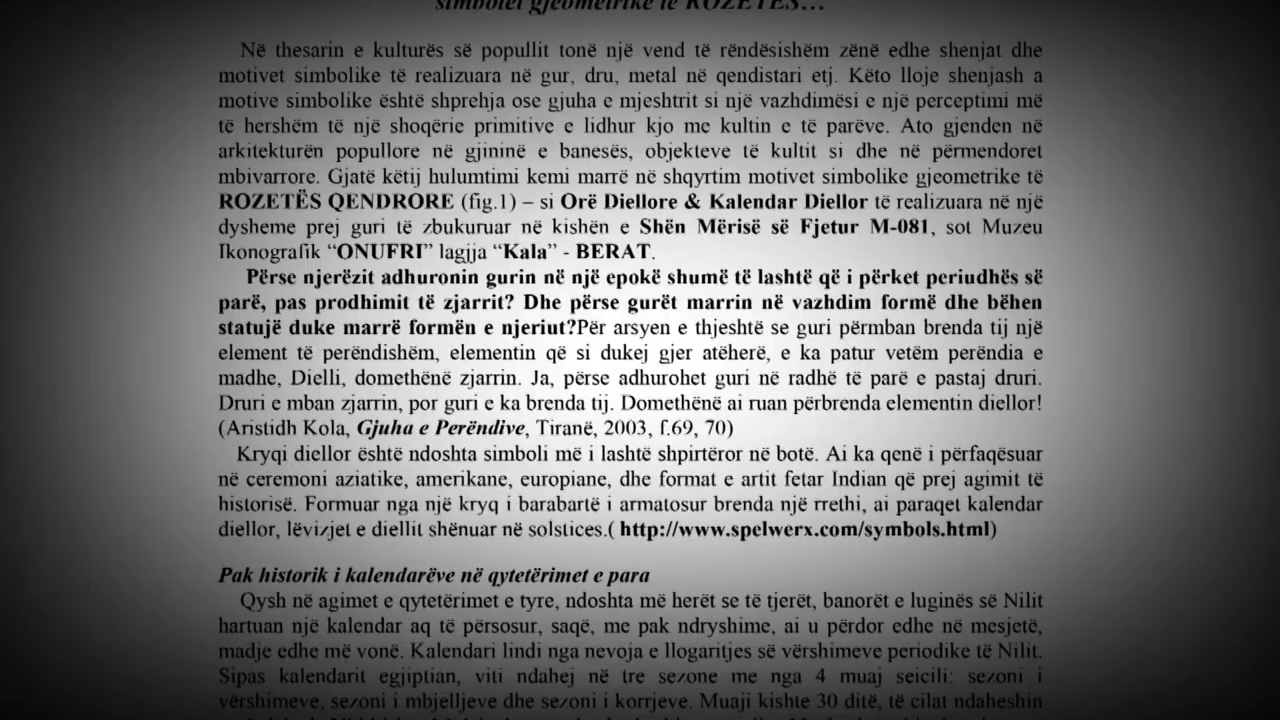 simbolet gjeometrike te ROZETËS…
Në thesarin e kulturës së popullit tonë një vend të rëndësishëm zënë edhe shenjat dhe
motivet simbolike të realizuara në gur, dru, metal në qendistari etj. Këto lloje shenjash a
motive simbolike është shprehja ose gjuha e mjeshtrit si një vazhdimësi e një perceptimi më
të hershëm të një shoqërie primitive e lidhur kjo me kultin e të parëve. Ato gjenden në
arkitekturën popullore në gjininë e banesës, objekteve të kultit si dhe në përmendoret
mbivarrore. Gjatë këtij hulumtimi kemi marrë në shqyrtim motivet simbolike gjeometrike të
ROZETËS QENDRORE (fig.1) – si Orë Diellore & Kalendar Diellor të realizuara në një
dysheme prej guri të zbukuruar në kishën e Shën Mërisë së Fjetur M-081, sot Muzeu
Ikonografik “ONUFRI” lagjja “Kala” - BERAT.
Përse njerëzit adhuronin gurin në një epokë shumë të lashtë që i përket periudhës së
parë, pas prodhimit të zjarrit? Dhe përse gurët marrin në vazhdim formë dhe bëhen
statujë duke marrë formën e njeriut?Për arsyen e thjeshtë se guri përmban brenda tij një
element të perëndishëm, elementin që si dukej gjer atëherë, e ka patur vetëm perëndia e
madhe, Dielli, domethënë zjarrin. Ja, përse adhurohet guri në radhë të parë e pastaj druri.
Druri e mban zjarrin, por guri e ka brenda tij. Domethënë ai ruan përbrenda elementin diellor!
(Aristidh Kola, Gjuha e Perëndive, Tiranë, 2003, f.69, 70)
Kryqi diellor është ndoshta simboli më i lashtë shpirtëror në botë. Ai ka qenë i përfaqësuar
në ceremoni aziatike, amerikane, europiane, dhe format e artit fetar Indian që prej agimit të
historisë. Formuar nga një kryq i barabartë i armatosur brenda një rrethi, ai paraqet kalendar
diellor, lëvizjet e diellit shënuar në solstices.( http://www.spelwerx.com/symbols.html)
Pak historik i kalendarëve në qytetërimet e para
Qysh në agimet e qytetërimet e tyre, ndoshta më herët se të tjerët, banorët e luginës së Nilit
hartuan një kalendar aq të përsosur, saqë, me pak ndryshime, ai u përdor edhe në mesjetë,
madje edhe më vonë. Kalendari lindi nga nevoja e llogaritjes së vërshimeve periodike të Nilit.
Sipas kalendarit egjiptian, viti ndahej në tre sezone me nga 4 muaj seicili: sezoni i
vërshimeve, sezoni i mbjelljeve dhe sezoni i korrjeve. Muaji kishte 30 ditë, të cilat ndaheshin